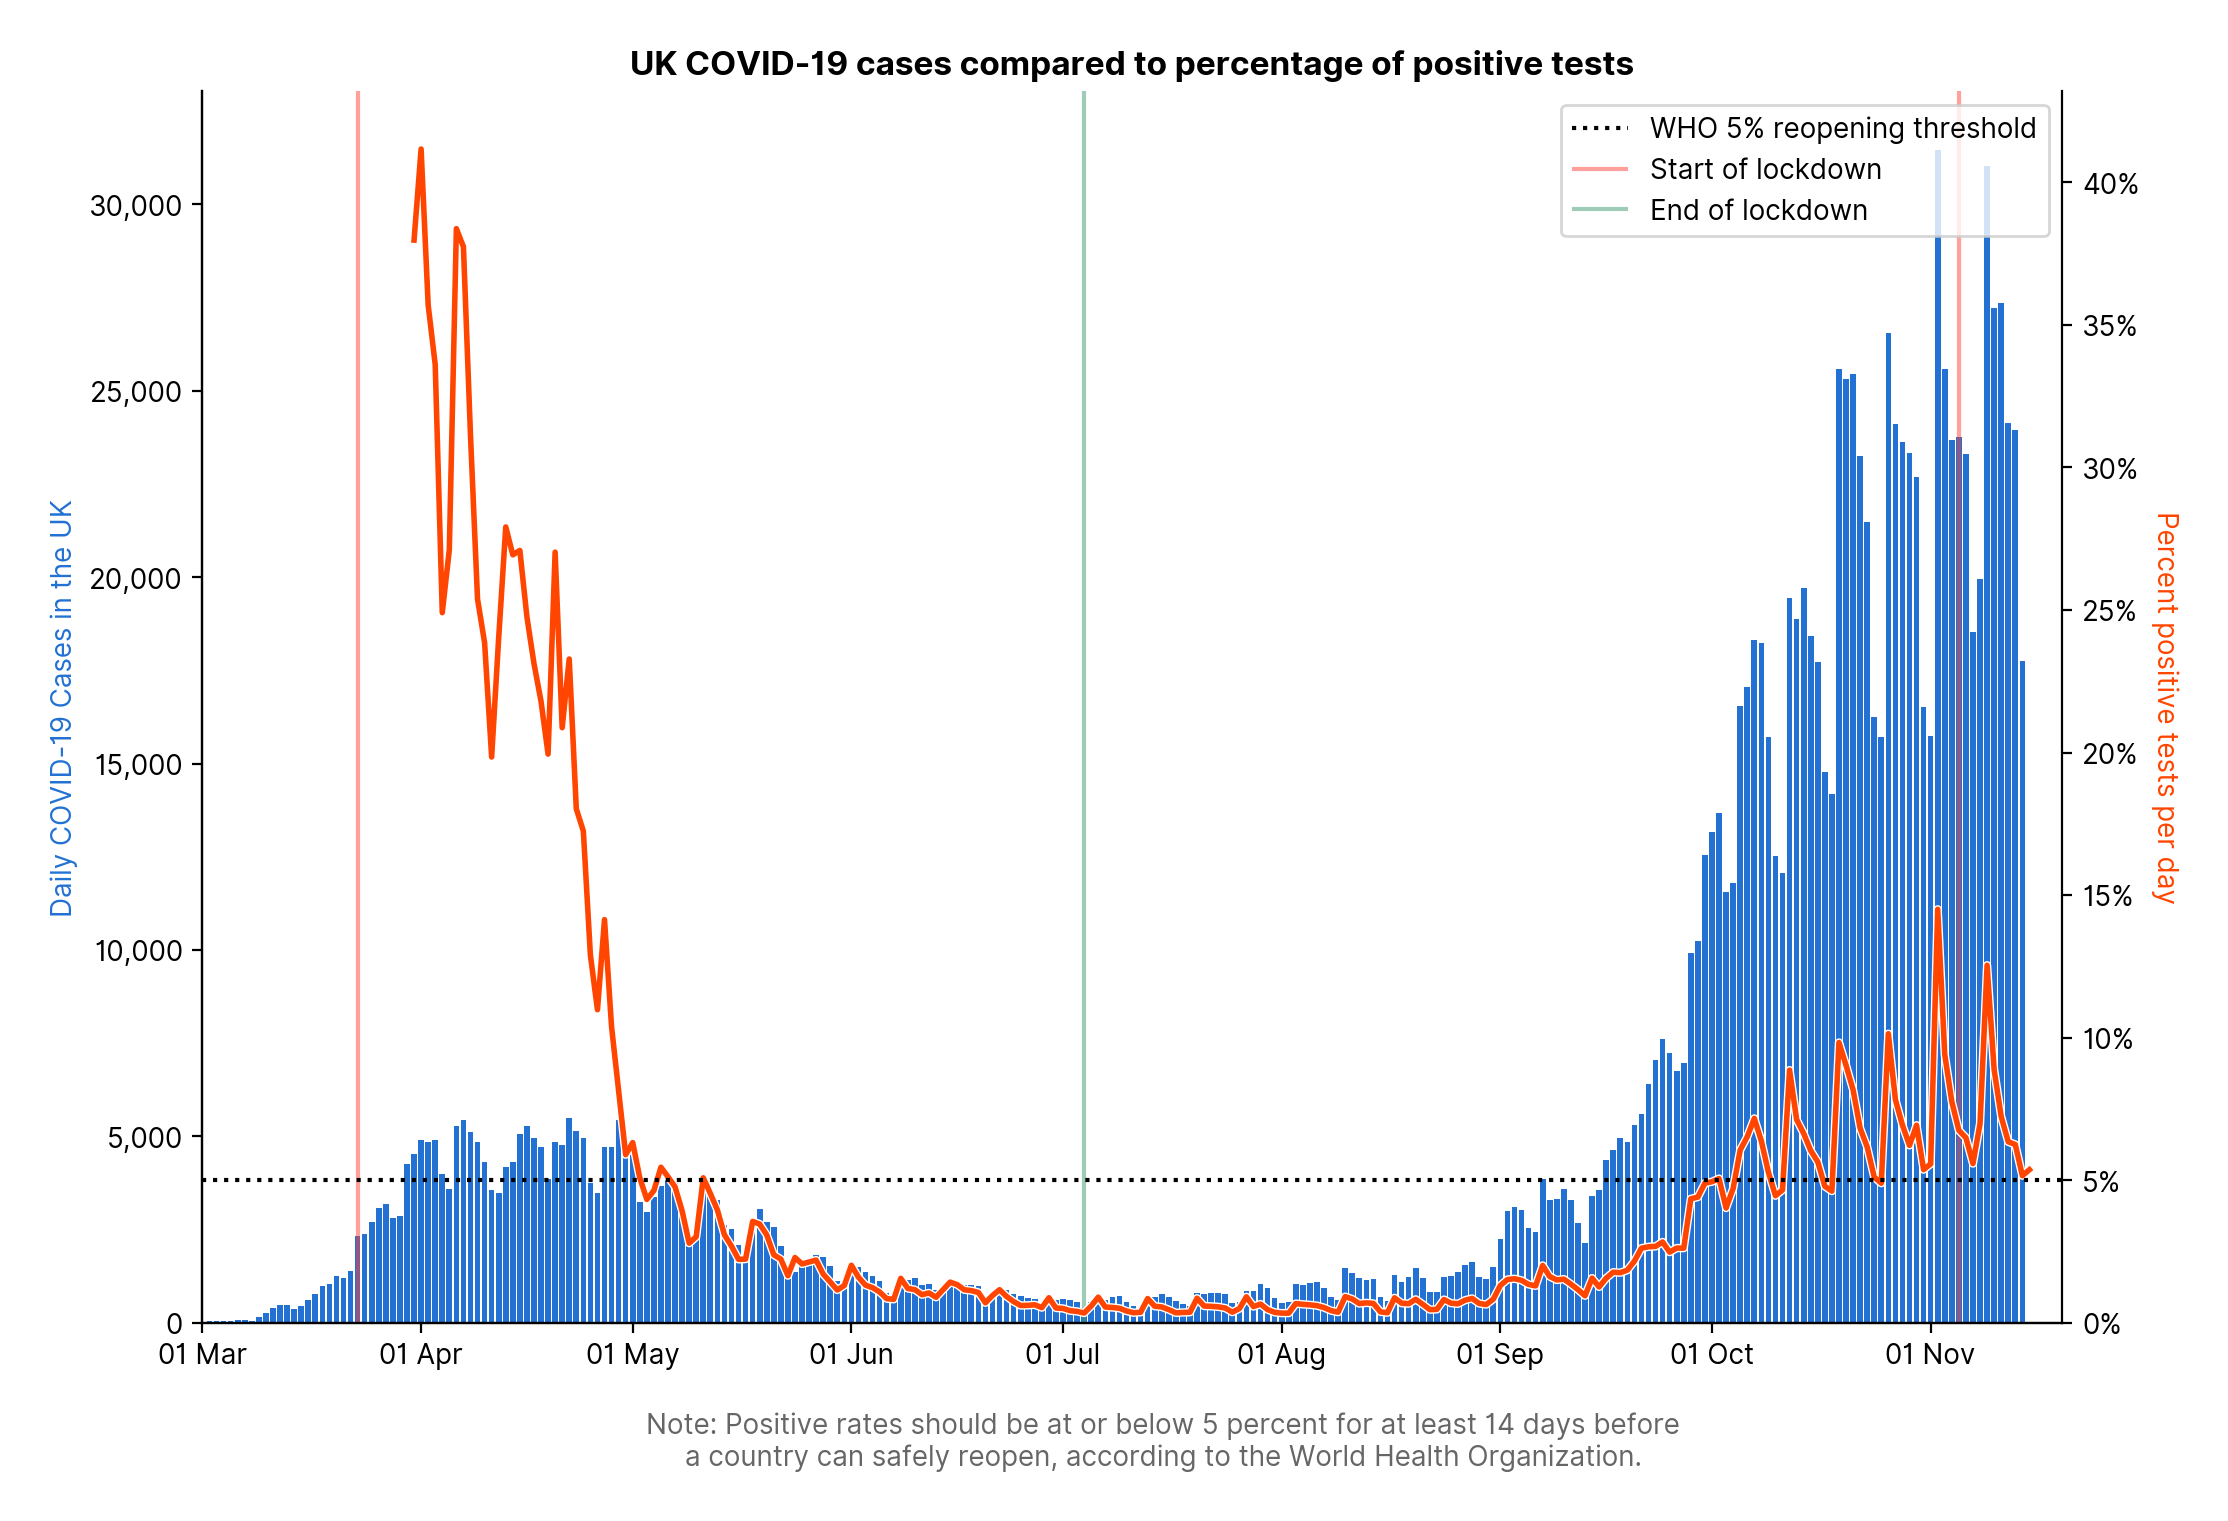 UK COVID-19 cases compared to percentage of positive tests
WHO 5% reopening threshold
Start of lockdown
End of lockdown
Daily COVID-19 Cases in the UK
30,000
25,000
20,000
15,000
10,000
5,000
0
40%
35%
30%
25%
20%
15%
10%
5%
0%
Percent positive tests per day
01 Mar
01 Apr
01 May
01 Jun
01 Jul
01 Aug
01 Sep
01 Oct
01 Nov
Note: Positive rates should be at or below 5 percent for at least 14 days before
a country can safely reopen, according to the World Health Organization.